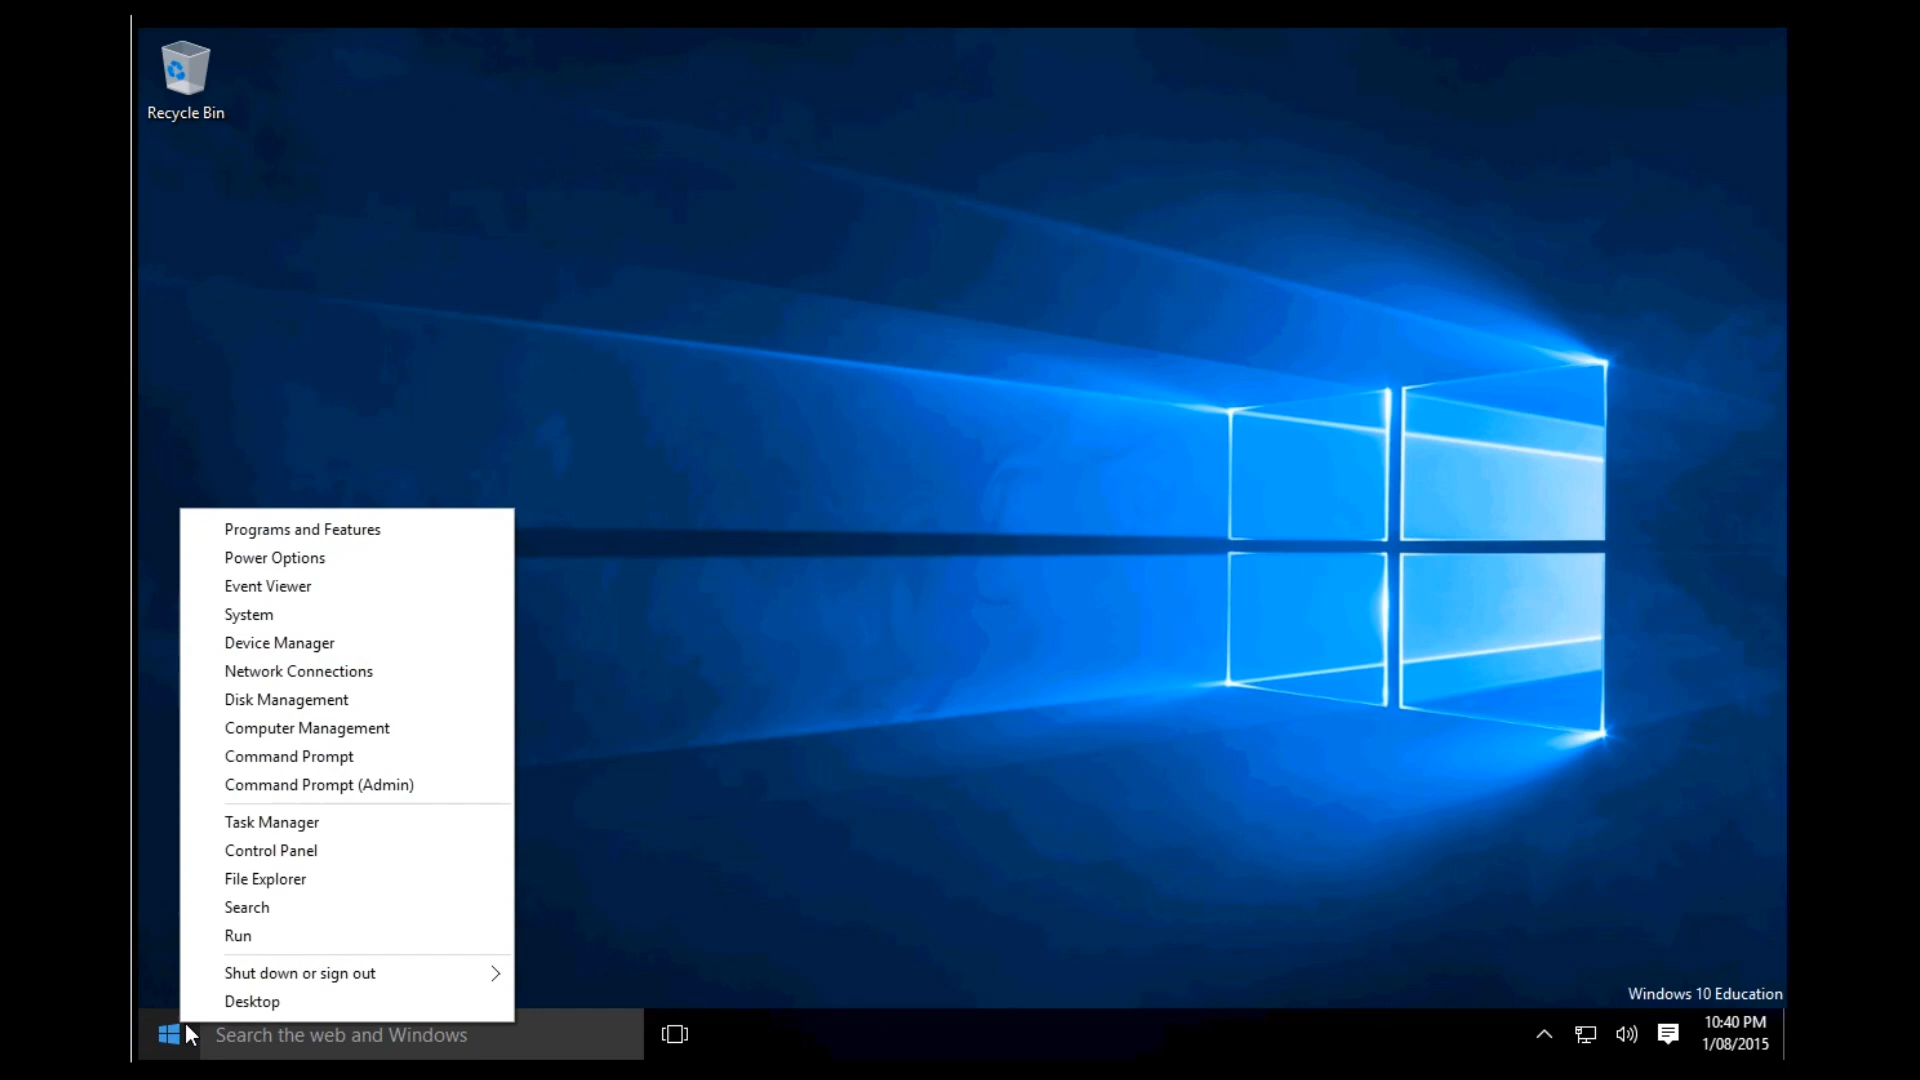 Recycle Bin
Programs and Features
Power Options
Event Viewer
System
Device Manager
Network Connections
Disk Management
Computer Management
Command Prompt
Command Prompt (Admin)
Task Manager
Control Panel
File Explorer
Search
Run
Shut down or sign out
Desktop
Windows 10 Education
Search the web and Windows
10:40 PM
1/08/2015